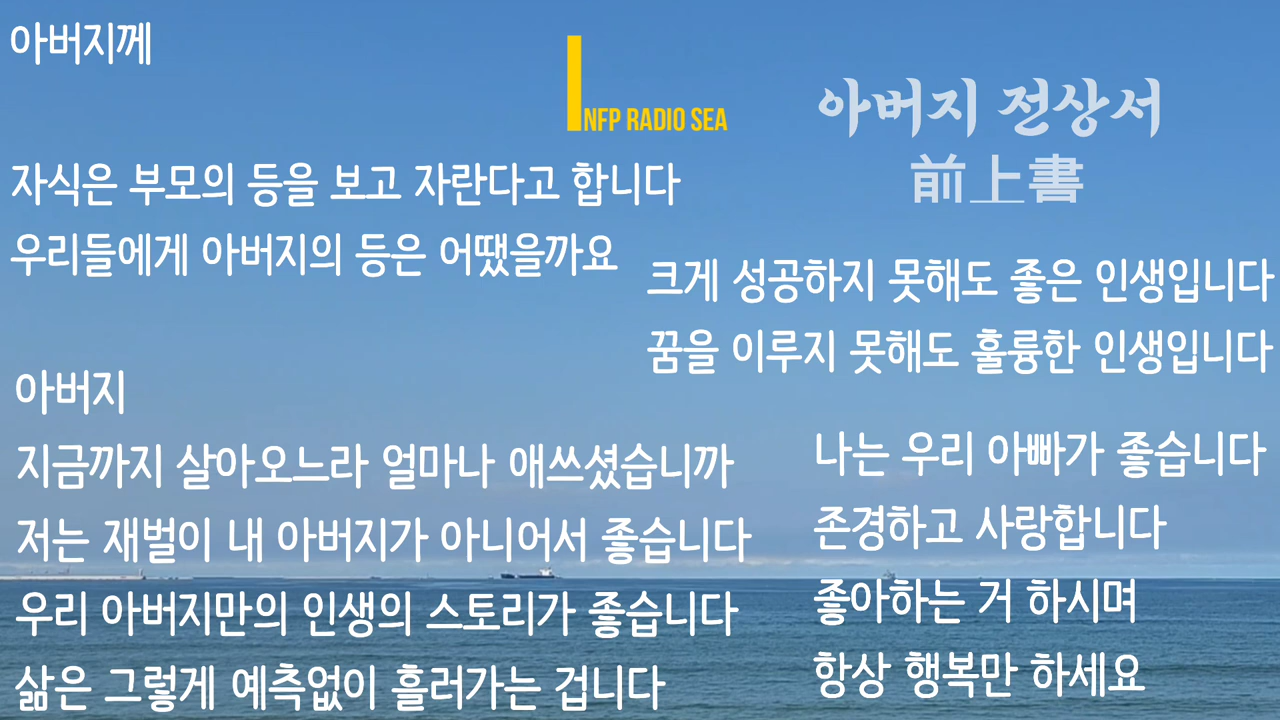 아버지께
INFP RADIO SEA
아버지 전상서
前上書
자식은 부모의 등을 보고 자란다고 합니다
우리들에게 아버지의 등은 어땠을까요
아버지
지금까지 살아오느라 얼마나 애쓰셨습니까
저는 재벌이 내 아버지가 아니어서 좋습니다
우리 아버지만의 인생의 스토리가 좋습니다
삶은 그렇게 예측없이 흘러가는 겁니다
크게 성공하지 못해도 좋은 인생입니다
꿈을 이루지 못해도 훌륭한 인생입니다
나는 우리 아빠가 좋습니다
존경하고 사랑합니다
좋아하는 거 하시며
항상 행복만 하세요